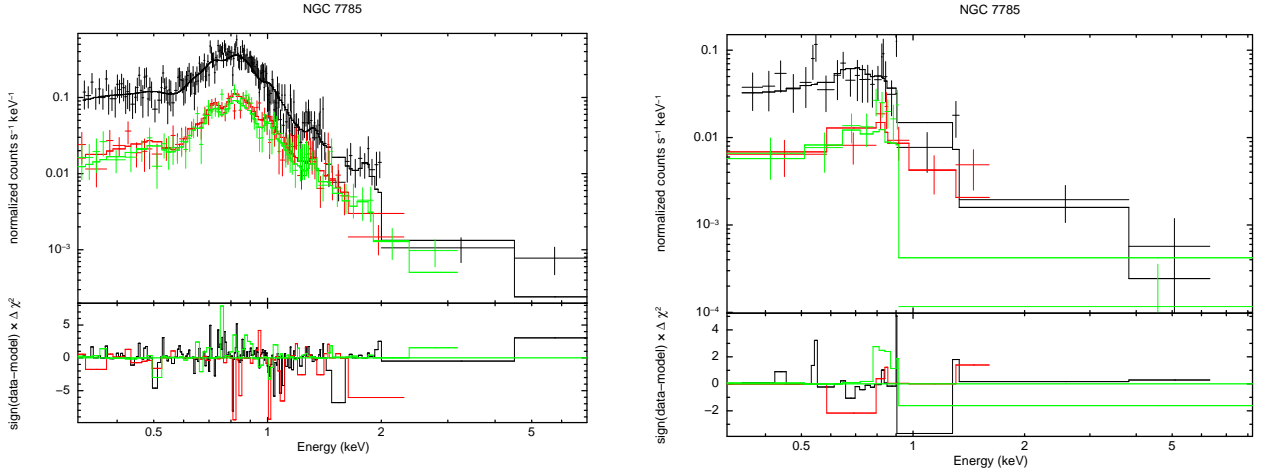 NGC 7785
0.1
0.01
10⁻³
normalized counts s⁻¹ keV⁻¹
5
0
−5
sign(data−model) × Δ χ²
0.5
1
2
5
Energy (keV)
NGC 7785
0.1
0.01
10⁻³
10⁻⁴
normalized counts s⁻¹ keV⁻¹
4
2
0
−2
sign(data−model) × Δ χ²
0.5
1
2
5
Energy (keV)